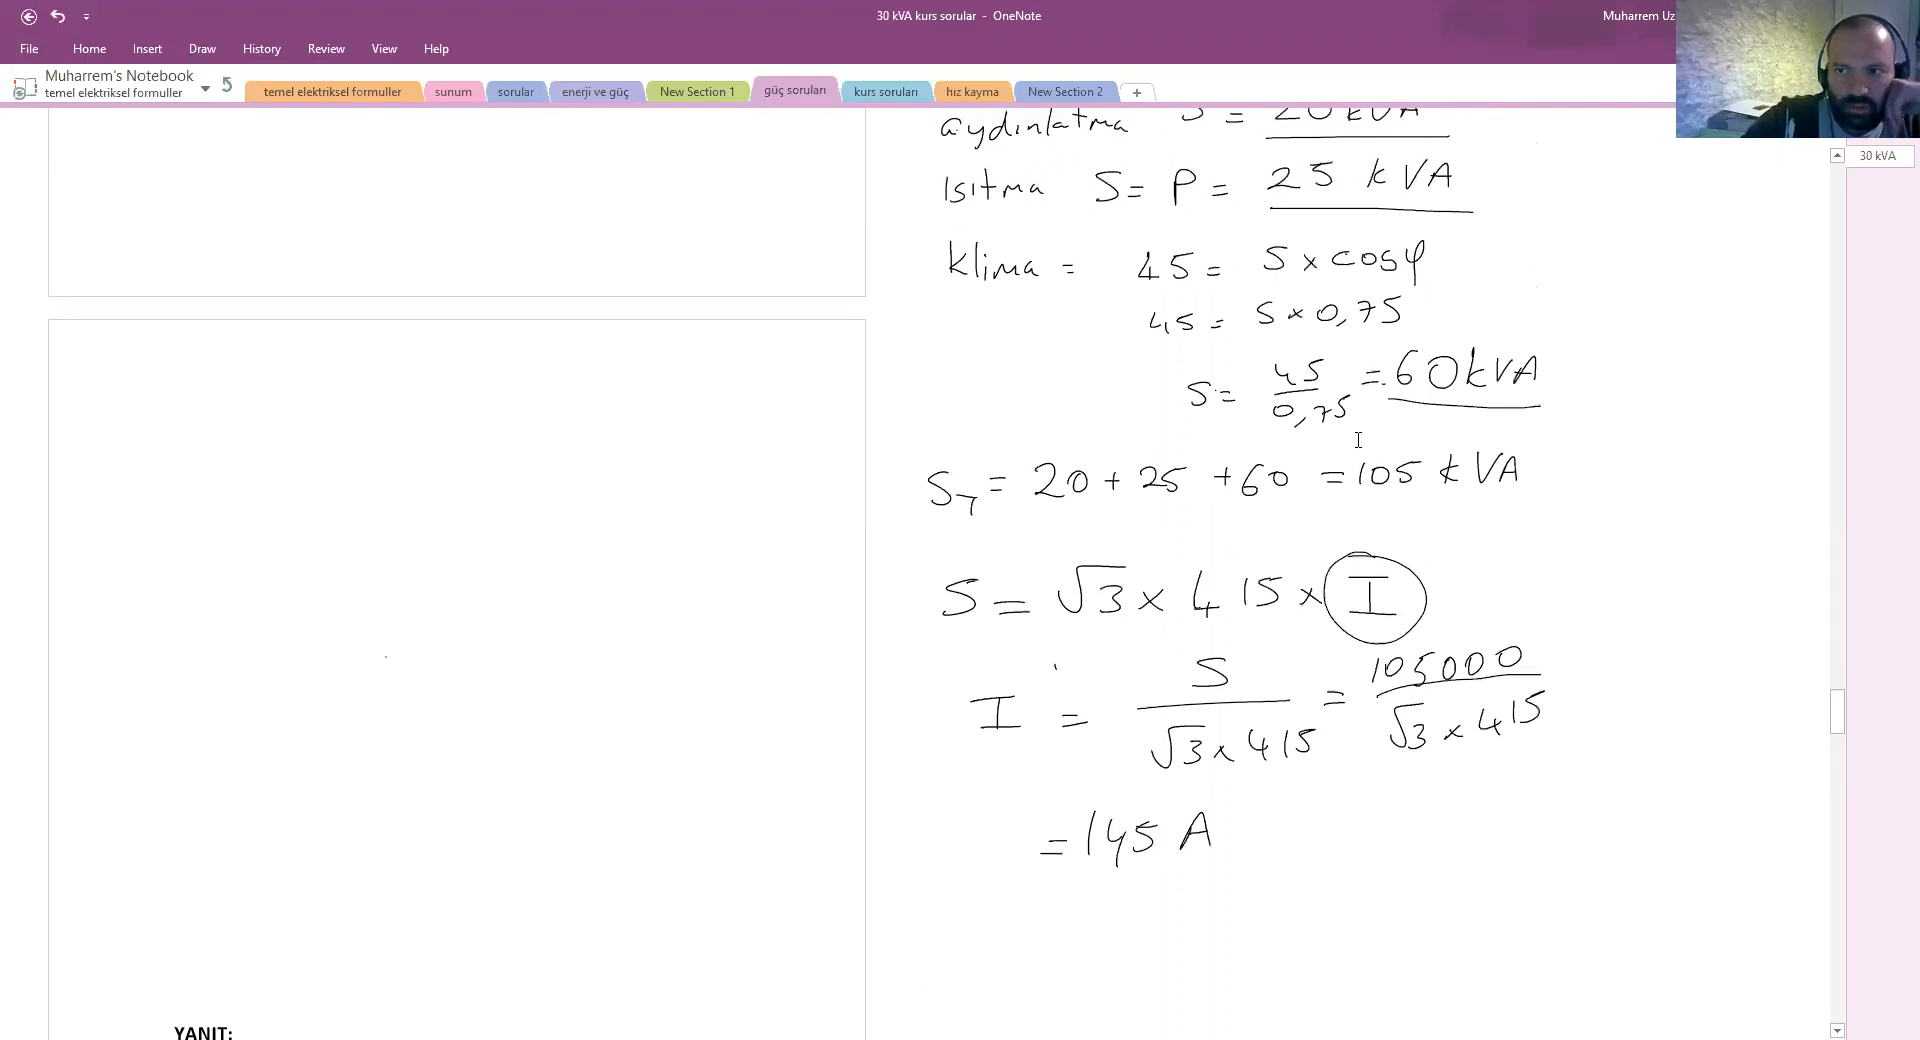 30 kVA kurs sorular - OneNote
Muharrem Uz
File Home Insert Draw History Review View Help
Muharrem's Notebook
temel elektriksel formuller
temel elektriksel formuller sunum sorular enerji ve güç New Section 1 güç soruları kurs soruları hız kayma New Section 2 +
30 kVA
aydınlatma S = 20 kVA
ısıtma S = P = 25 kVA
klima = 45 = S x cosφ
45 = S x 0,75
S = 45/0,75 = 60 kVA
S_T = 20 + 25 + 60 = 105 kVA
S = √3 x 415 x I
I = S/(√3 x 415) = 105000/(√3 x 415)
= 145 A
YANIT: